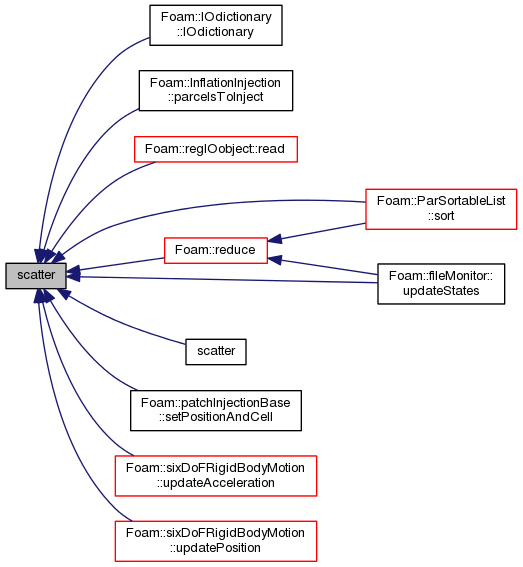 Foam::IOdictionary
::IOdictionary
Foam::InflationInjection
::parcelsToInject
Foam::regIOobject::read
Foam::ParSortableList
::sort
Foam::reduce
scatter
Foam::fileMonitor::
updateStates
scatter
Foam::patchInjectionBase
::setPositionAndCell
Foam::sixDoFRigidBodyMotion
::updateAcceleration
Foam::sixDoFRigidBodyMotion
::updatePosition